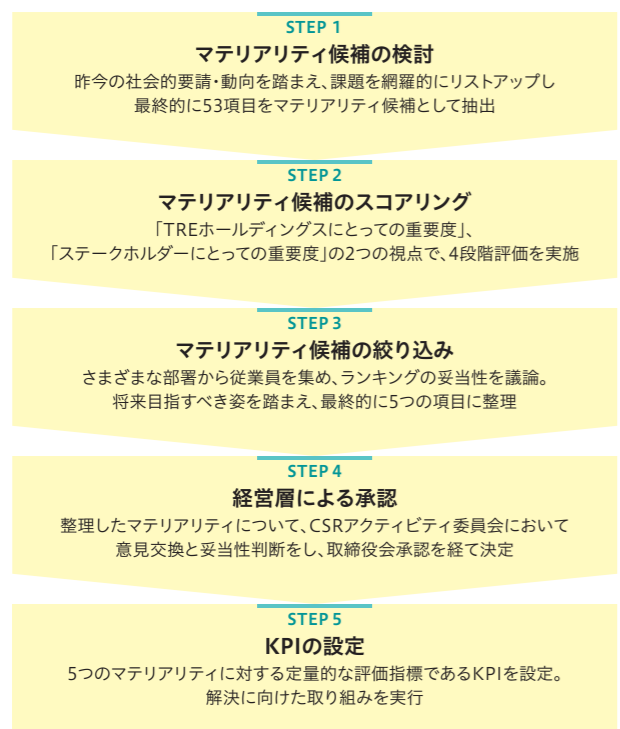 STEP 1
マテリアリティ候補の検討
昨今の社会的要請・動向を踏まえ、課題を網羅的にリストアップし
最終的に53項目をマテリアリティ候補として抽出
STEP 2
マテリアリティ候補のスコアリング
「TREホールディングスにとっての重要度」、
「ステークホルダーにとっての重要度」の2つの視点で、4段階評価を実施
STEP 3
マテリアリティ候補の絞り込み
さまざまな部署から従業員を集め、ランキングの妥当性を議論。
将来目指すべき姿を踏まえ、最終的に5つの項目に整理
STEP 4
経営層による承認
整理したマテリアリティについて、CSRアクティビティ委員会において
意見交換と妥当性判断をし、取締役会承認を経て決定
STEP 5
KPIの設定
5つのマテリアリティに対する定量的な評価指標であるKPIを設定。
解決に向けた取り組みを実行